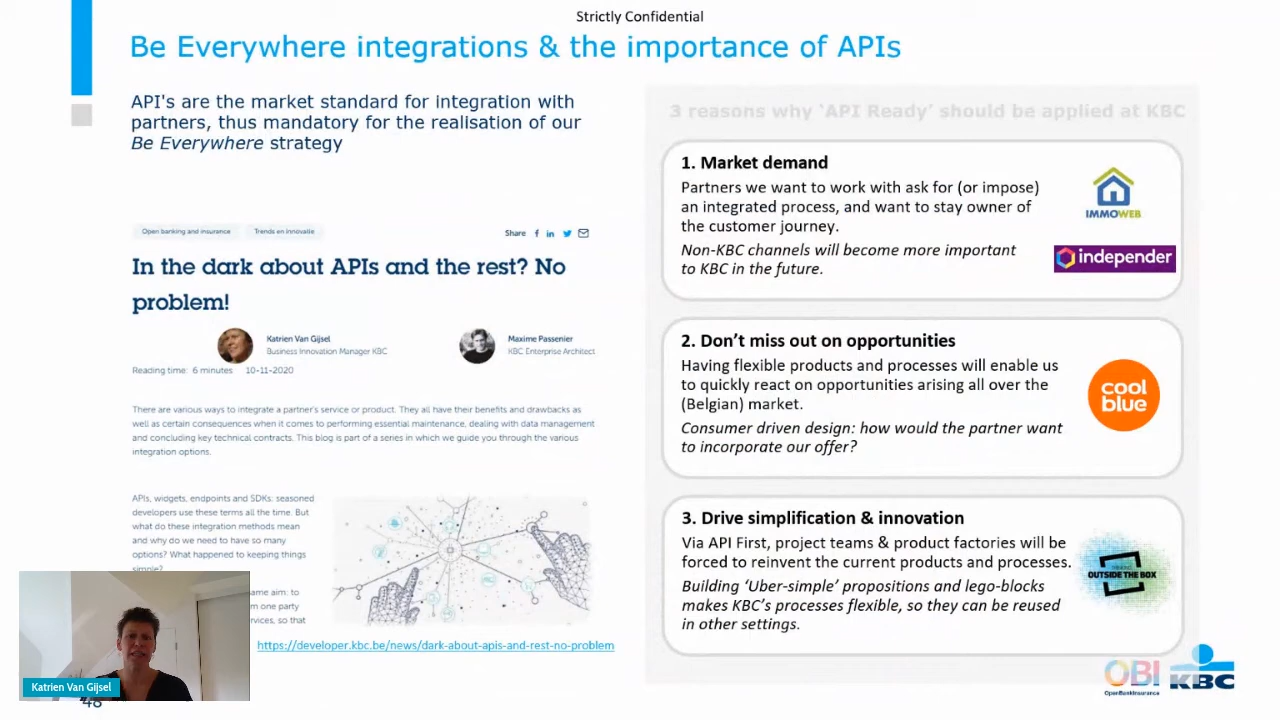 Strictly Confidential
Be Everywhere integrations & the importance of APIs
API's are the market standard for integration with
partners, thus mandatory for the realisation of our
Be Everywhere strategy
Open banking and insurance
Trends en innovatie
Share
In the dark about APIs and the rest? No
problem!
Katrien Van Gijsel
Business Innovation Manager KBC
Maxime Passenier
KBC Enterprise Architect
Reading time: 6 minutes 10-11-2020
There are various ways to integrate a partner's service or product. They all have their benefits and drawbacks as
well as certain consequences when it comes to performing essential maintenance, dealing with data management
and concluding key technical contracts. This blog is part of a series in which we guide you through the various
integration options.
APIs, widgets, endpoints and SDKs: seasoned
developers use these terms all the time. But
what do these integration methods mean
and why do we need to have so many
options? What happened to keeping things
simple?
same aim: to
m one party
rvices, so that
https://developer.kbc.be/news/dark-about-apis-and-rest-no-problem
Katrien Van Gijsel
48
3 reasons why 'API Ready' should be applied at KBC
1. Market demand
Partners we want to work with ask for (or impose)
an integrated process, and want to stay owner of
the customer journey.
Non-KBC channels will become more important
to KBC in the future.
IMMOWEB
independer
2. Don't miss out on opportunities
Having flexible products and processes will enable us
to quickly react on opportunities arising all over the
(Belgian) market.
Consumer driven design: how would the partner want
to incorporate our offer?
cool
blue
3. Drive simplification & innovation
Via API First, project teams & product factories will be
forced to reinvent the current products and processes.
Building 'Uber-simple' propositions and lego-blocks
makes KBC's processes flexible, so they can be reused
in other settings.
OUTSIDE THE BOX
OBI
OpenBankInsurance
KBC